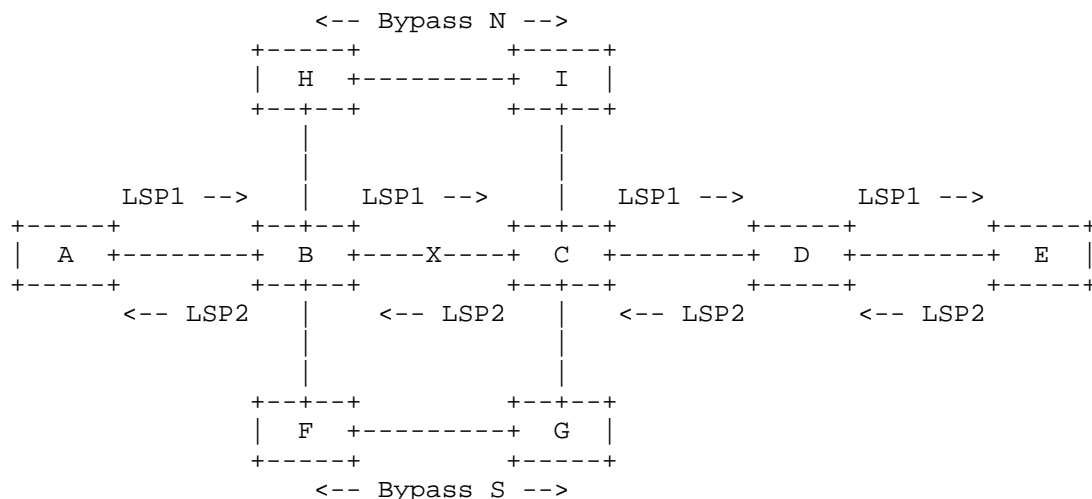 <-- Bypass N -->
H I
LSP1 --> LSP1 --> LSP1 --> LSP1 -->
A B X C D E
<-- LSP2 <-- LSP2 <-- LSP2 <-- LSP2
F G
<-- Bypass S -->